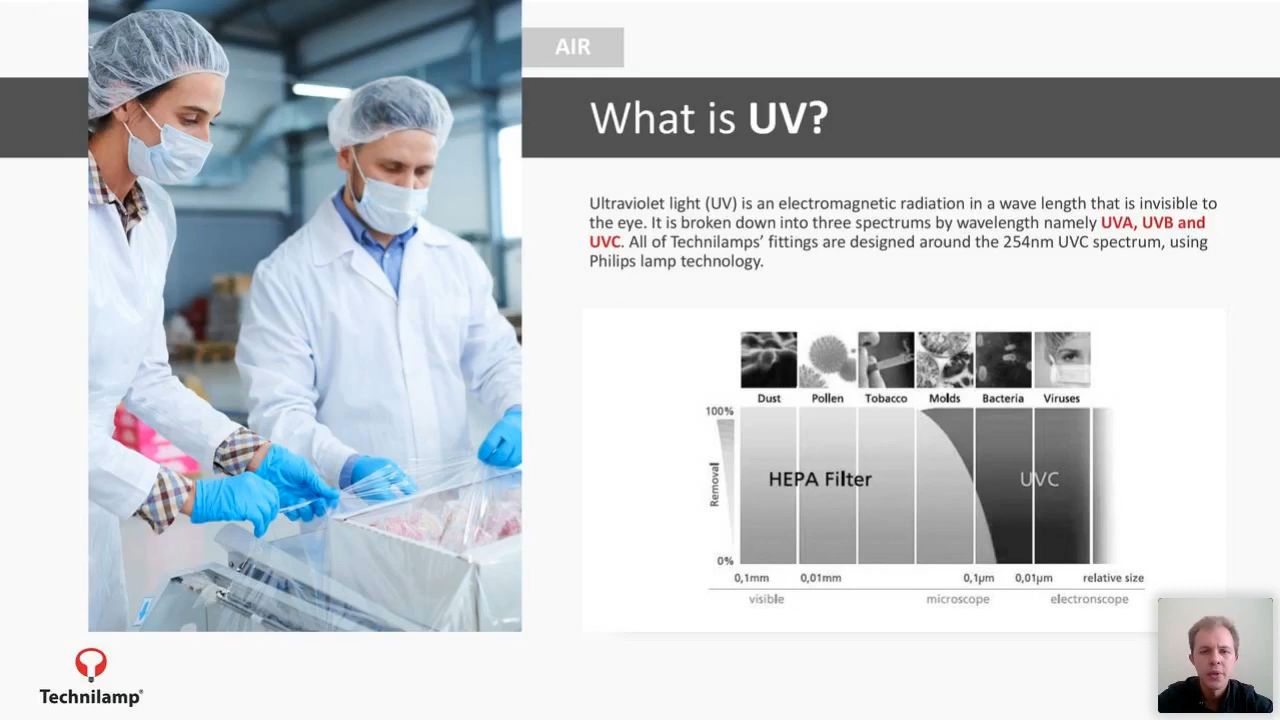 AIR
What is UV?
Ultraviolet light (UV) is an electromagnetic radiation in a wave length that is invisible to
the eye. It is broken down into three spectrums by wavelength namely UVA, UVB and
UVC. All of Technilamps’ fittings are designed around the 254nm UVC spectrum, using
Philips lamp technology.
Dust Pollen Tobacco Molds Bacteria Viruses
100%
Removal
HEPA Filter UVC
0%
0,1mm 0,01mm 0,1µm 0,01µm relative size
visible microscope electronscope
Technilamp®